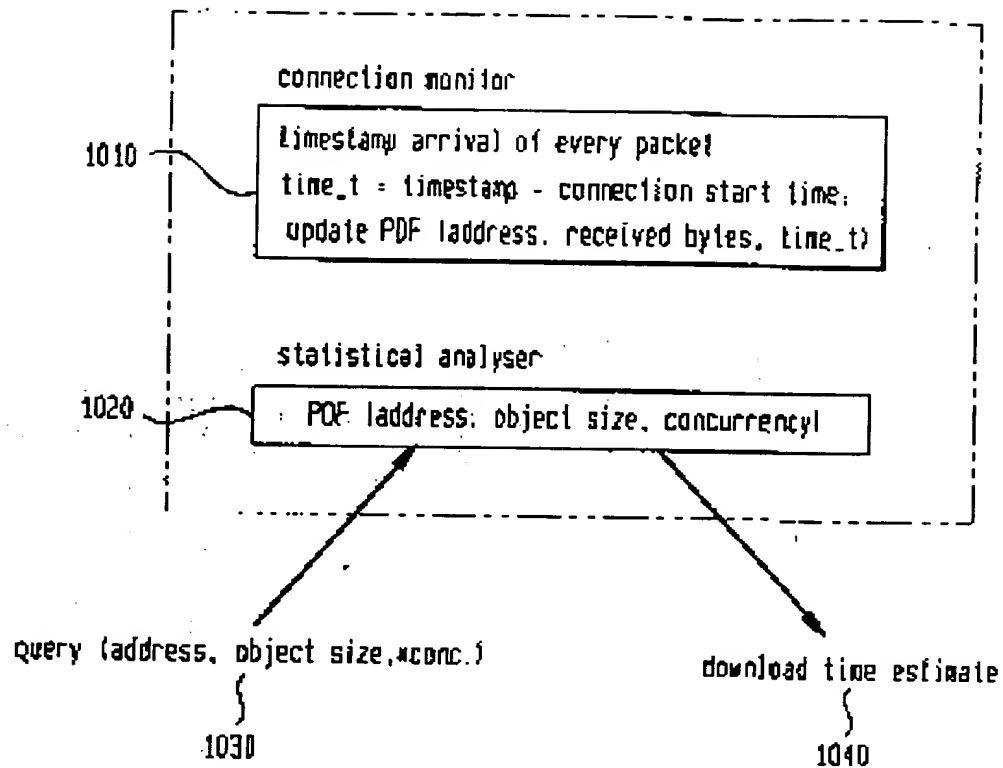 connection monitor
timestamp arrival of every packet
1010
time_t = timestamp - connection start time;
update PDF (address, received bytes, time_t)
statistical analyser
1020
PDF (address, object size, concurrency)
query (address, object size, #conc.)
download time estimate
1030
1040